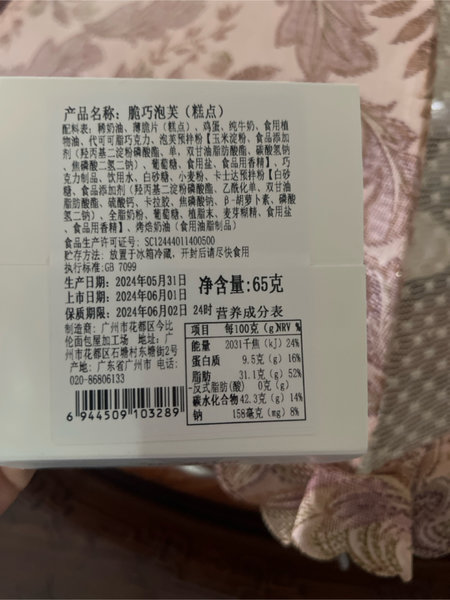 产品名称: 脆巧泡芙（糕点）
配料表: 稀奶油、薄脆片（糕点）、鸡蛋、纯牛奶、食用植
物油、代可可脂巧克力、泡芙预拌粉【玉米淀粉、食品添加
剂（羟丙基二淀粉磷酸酯、单，双甘油脂肪酸酯、磷酸氢钠
、焦磷酸二氢二钠）、葡萄糖、食用盐、食品用香精】、巧
克力制品、饮用水、白砂糖、小麦粉、卡士达预拌粉【白砂
糖、食品添加剂（羟丙基二淀粉磷酸酯、乙酰化单、双甘油
脂肪酸酯、硫酸钙、卡拉胶、焦磷酸钠、β-胡萝卜素、磷酸
氢二钠）、全脂奶粉、葡萄糖、植脂末、麦芽糊精、食用盐
、食品用香精】、烤焙奶油（食用油脂制品）
食品生产许可证号: SC12444011400500
贮存方法: 放置于冰箱冷藏, 开封后请尽快食用
执行标准:GB 7099
生产日期: 2024年05月31日
上市日期: 2024年06月01日
保质期限: 2024年06月02日 24时
净含量:65克
制造商: 广州市花都区今比
伦面包屋加工场 地址: 广
州市花都区石塘村东街2号
产地: 广东省广州市 电话:
020-86806133
6 944509 103289
营养成分表
项目 每100克（g）NRV %
能量 2031千焦（kJ）24%
蛋白质 9.5克（g）16%
脂肪 31.1克（g）52%
-反式脂肪（酸） 0克（g）
碳水化合物 42.3克（g）14%
钠 158毫克（mg）8%